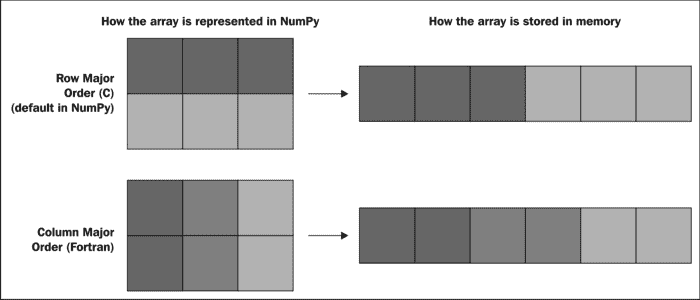 How the array is represented in NumPy
How the array is stored in memory
Row Major
Order (C)
(default in NumPy)
Column Major
Order (Fortran)